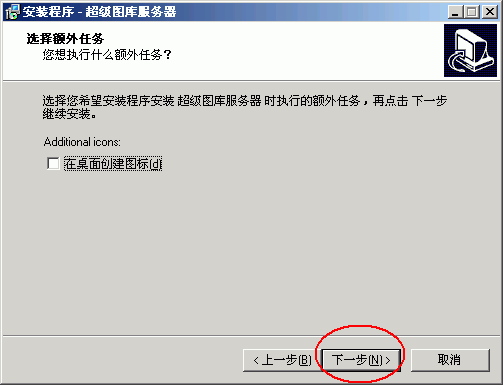 安装程序 - 超级图库服务器
选择额外任务
您想执行什么额外任务？
选择您希望安装程序安装 超级图库服务器 时执行的额外任务，再点击 下一步
继续安装。
Additional icons:
在桌面创建图标(d)
<上一步(B)
下一步(N)>
取消